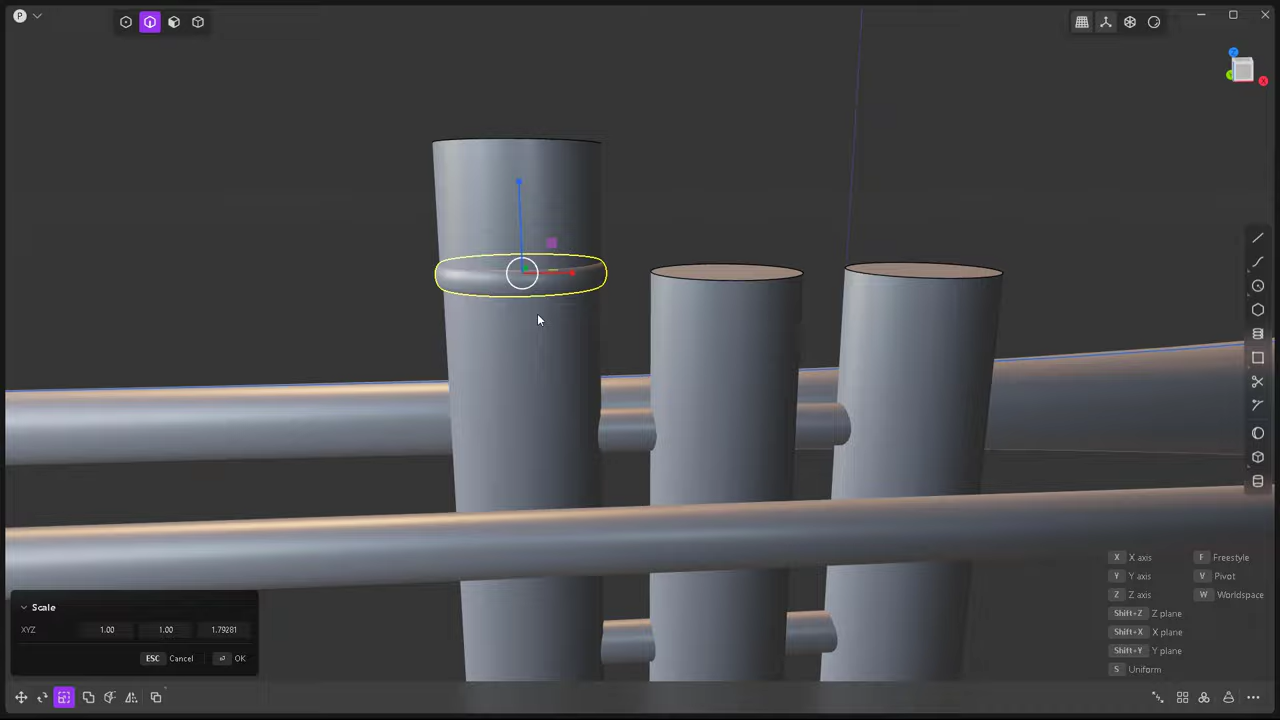 P
Z
Y
X
X X axis F Freestyle
Y Y axis V Pivot
Z Z axis W Worldspace
Shift+Z Z plane
Shift+X X plane
Shift+Y Y plane
S Uniform
Scale
XYZ 1.00 1.00 1.79281
ESC Cancel OK